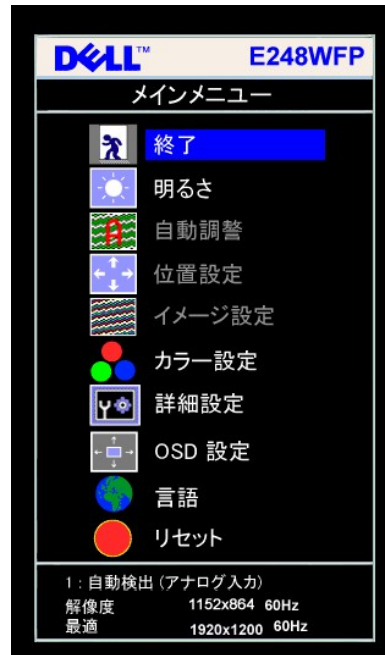 DELL™ E248WFP
メインメニュー
終了
明るさ
自動調整
位置設定
イメージ設定
カラー設定
詳細設定
OSD 設定
言語
リセット
1 : 自動検出 (アナログ入力)
解像度 1152x864 60Hz
最適 1920x1200 60Hz